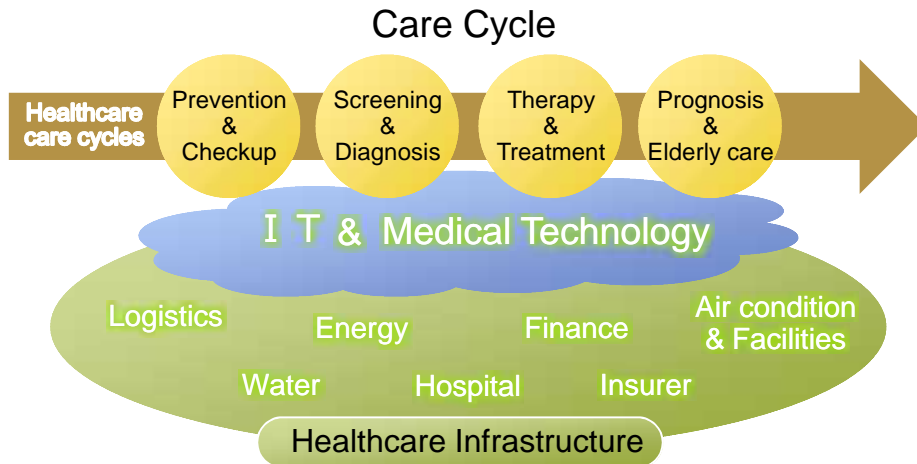 Care Cycle
Healthcare
care cycles
Prevention
&
Checkup
Screening
&
Diagnosis
Therapy
&
Treatment
Prognosis
&
Elderly care
ＩＴ & Medical Technology
Logistics
Energy
Finance
Air condition
& Facilities
Water
Hospital
Insurer
Healthcare Infrastructure